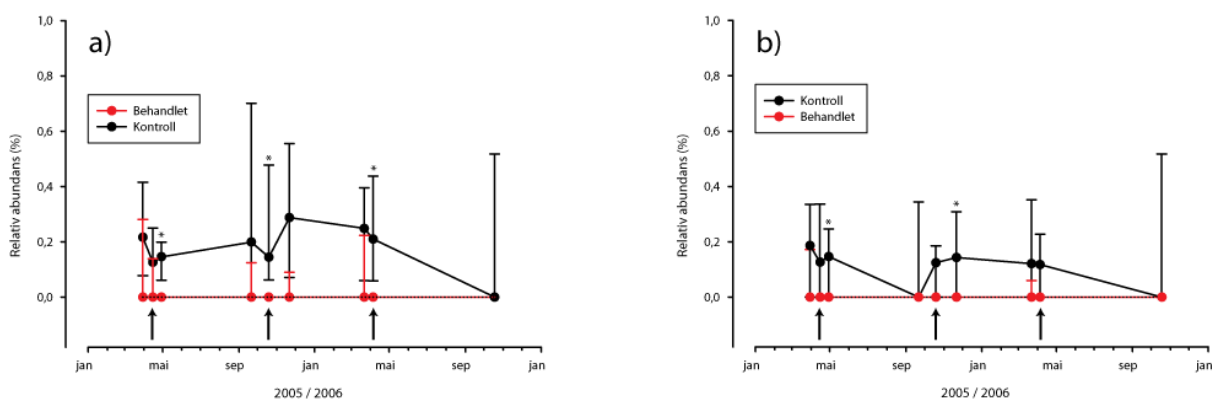 a)
1,0
0,8
0,6
0,4
0,2
0,0
Relativ abundans (%)
Behandlet
Kontroll
*
*
*
jan
mai
sep
jan
mai
sep
jan
2005 / 2006
b)
1,0
0,8
0,6
0,4
0,2
0,0
Relativ abundans (%)
Kontroll
Behandlet
*
*
jan
mai
sep
jan
mai
sep
jan
2005 / 2006